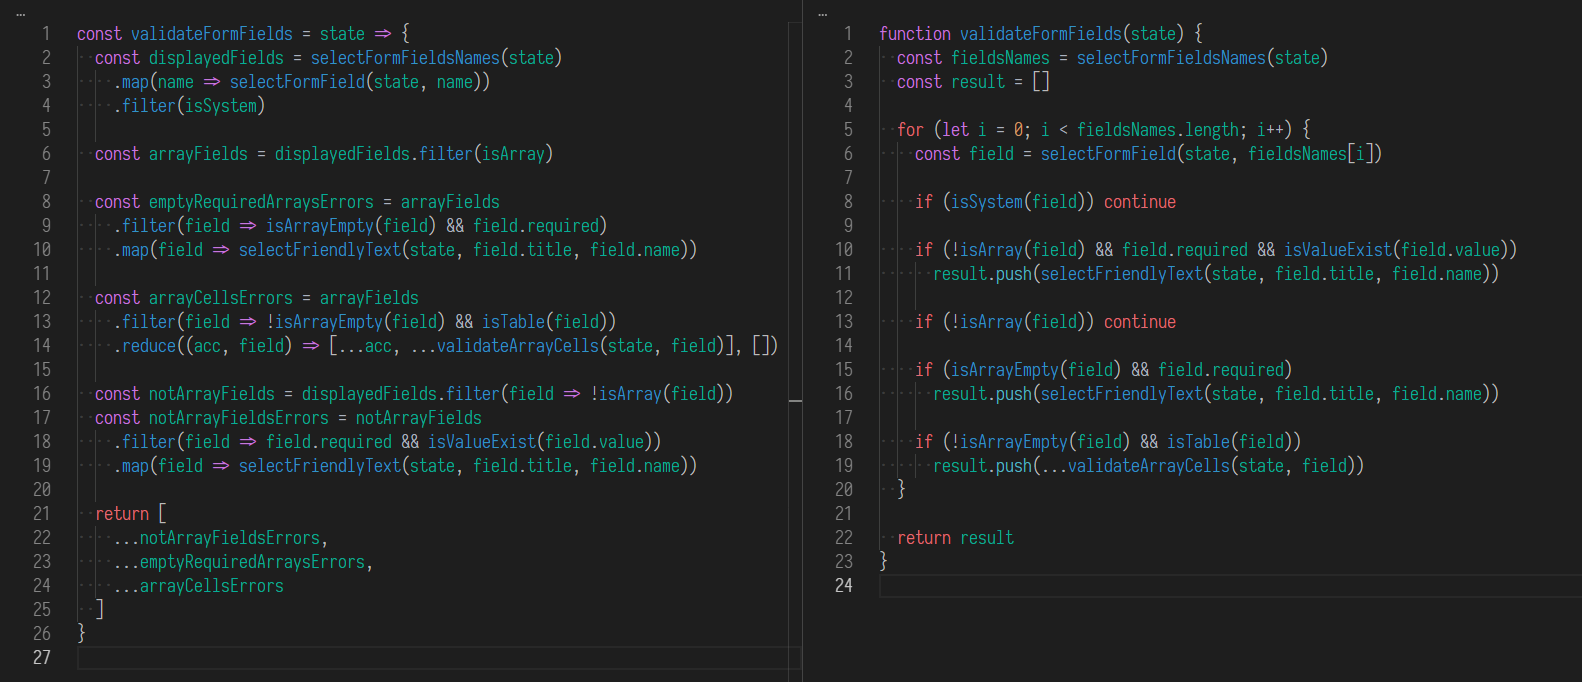 …
1 const validateFormFields = state => {
2 const displayedFields = selectFormFieldsNames(state)
3 .map(name => selectFormField(state, name))
4 .filter(isSystem)
5
6 const arrayFields = displayedFields.filter(isArray)
7
8 const emptyRequiredArraysErrors = arrayFields
9 .filter(field => isArrayEmpty(field) && field.required)
10 .map(field => selectFriendlyText(state, field.title, field.name))
11
12 const arrayCellsErrors = arrayFields
13 .filter(field => !isArrayEmpty(field) && isTable(field))
14 .reduce((acc, field) => [...acc, ...validateArrayCells(state, field)], [])
15
16 const notArrayFields = displayedFields.filter(field => !isArray(field))
17 const notArrayFieldsErrors = notArrayFields
18 .filter(field => field.required && isValueExist(field.value))
19 .map(field => selectFriendlyText(state, field.title, field.name))
20
21 return [
22 ...notArrayFieldsErrors,
23 ...emptyRequiredArraysErrors,
24 ...arrayCellsErrors
25 ]
26 }
27
…
1 function validateFormFields(state) {
2 const fieldsNames = selectFormFieldsNames(state)
3 const result = []
4
5 for (let i = 0; i < fieldsNames.length; i++) {
6 const field = selectFormField(state, fieldsNames[i])
7
8 if (isSystem(field)) continue
9
10 if (!isArray(field) && field.required && isValueExist(field.value))
11 result.push(selectFriendlyText(state, field.title, field.name))
12
13 if (!isArray(field)) continue
14
15 if (isArrayEmpty(field) && field.required)
16 result.push(selectFriendlyText(state, field.title, field.name))
17
18 if (!isArrayEmpty(field) && isTable(field))
19 result.push(...validateArrayCells(state, field))
20 }
21
22 return result
23 }
24